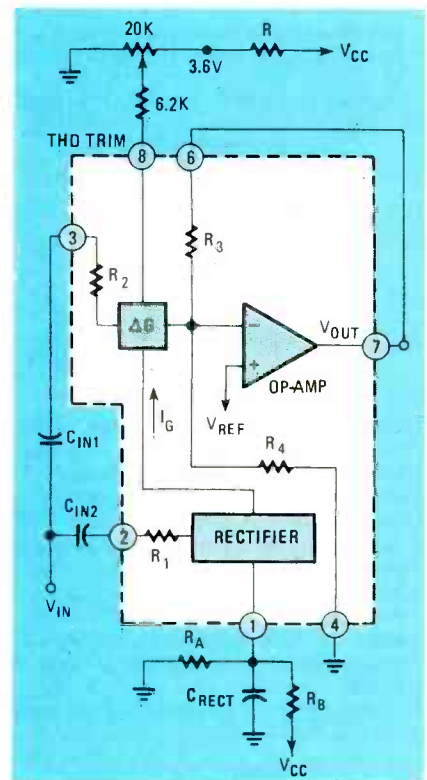 20K
R
VCC
3.6V
6.2K
THD TRIM
8
6
3
R3
R2
ΔG
VOUT
7
OP-AMP
IG
VREF
R4
CIN1
CIN2
2
R1
RECTIFIER
VIN
1
4
RA
CRECT
RB
VCC